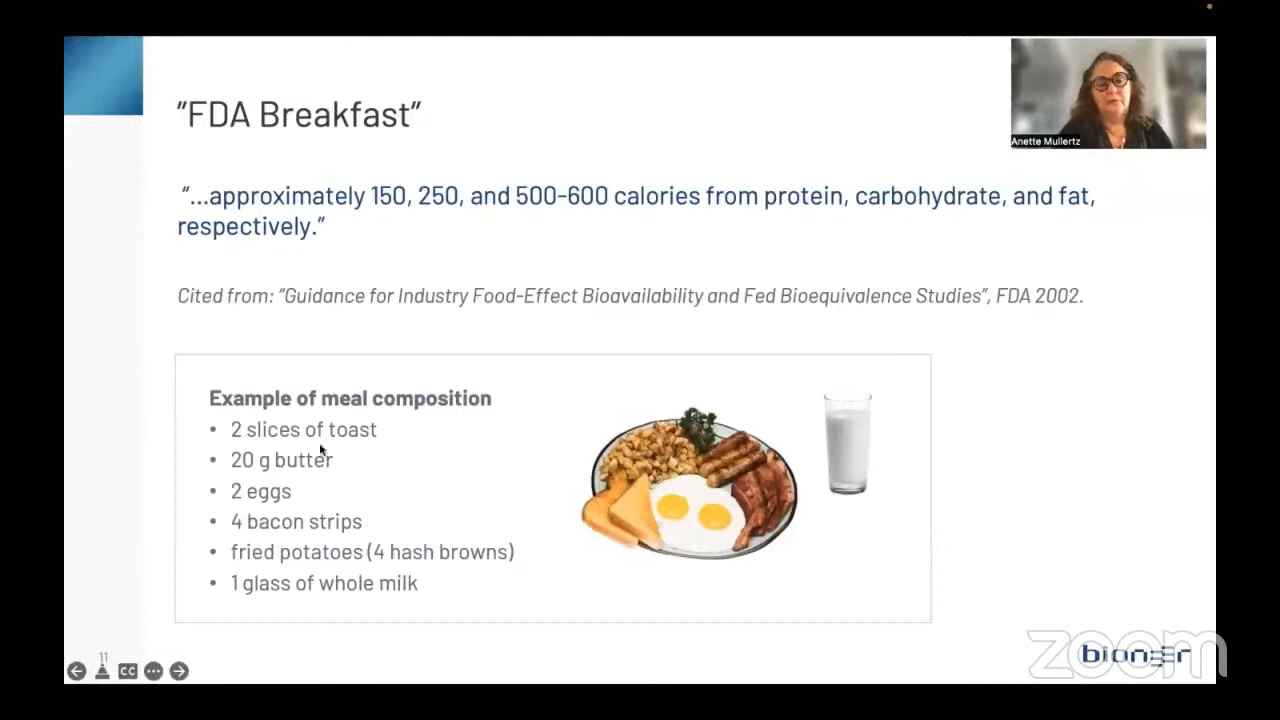 "FDA Breakfast"
Anette Mullertz
"...approximately 150, 250, and 500-600 calories from protein, carbohydrate, and fat,
respectively."
Cited from: "Guidance for Industry Food-Effect Bioavailability and Fed Bioequivalence Studies", FDA 2002.
Example of meal composition
• 2 slices of toast
• 20 g butter
• 2 eggs
• 4 bacon strips
• fried potatoes (4 hash browns)
• 1 glass of whole milk
11
CC
zoom
bioneer